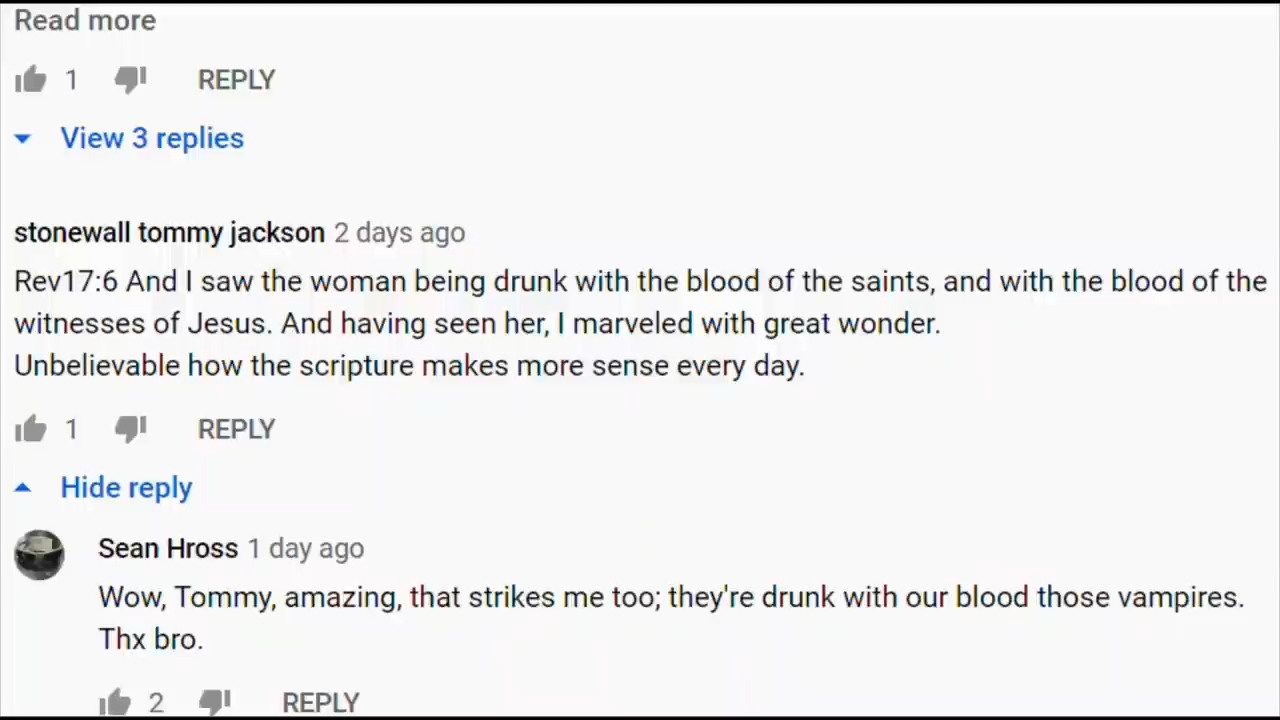 Read more
1 REPLY
View 3 replies
stonewall tommy jackson 2 days ago
Rev17:6 And I saw the woman being drunk with the blood of the saints, and with the blood of the
witnesses of Jesus. And having seen her, I marveled with great wonder.
Unbelievable how the scripture makes more sense every day.
1 REPLY
Hide reply
Sean Hross 1 day ago
Wow, Tommy, amazing, that strikes me too; they're drunk with our blood those vampires.
Thx bro.
2 REPLY